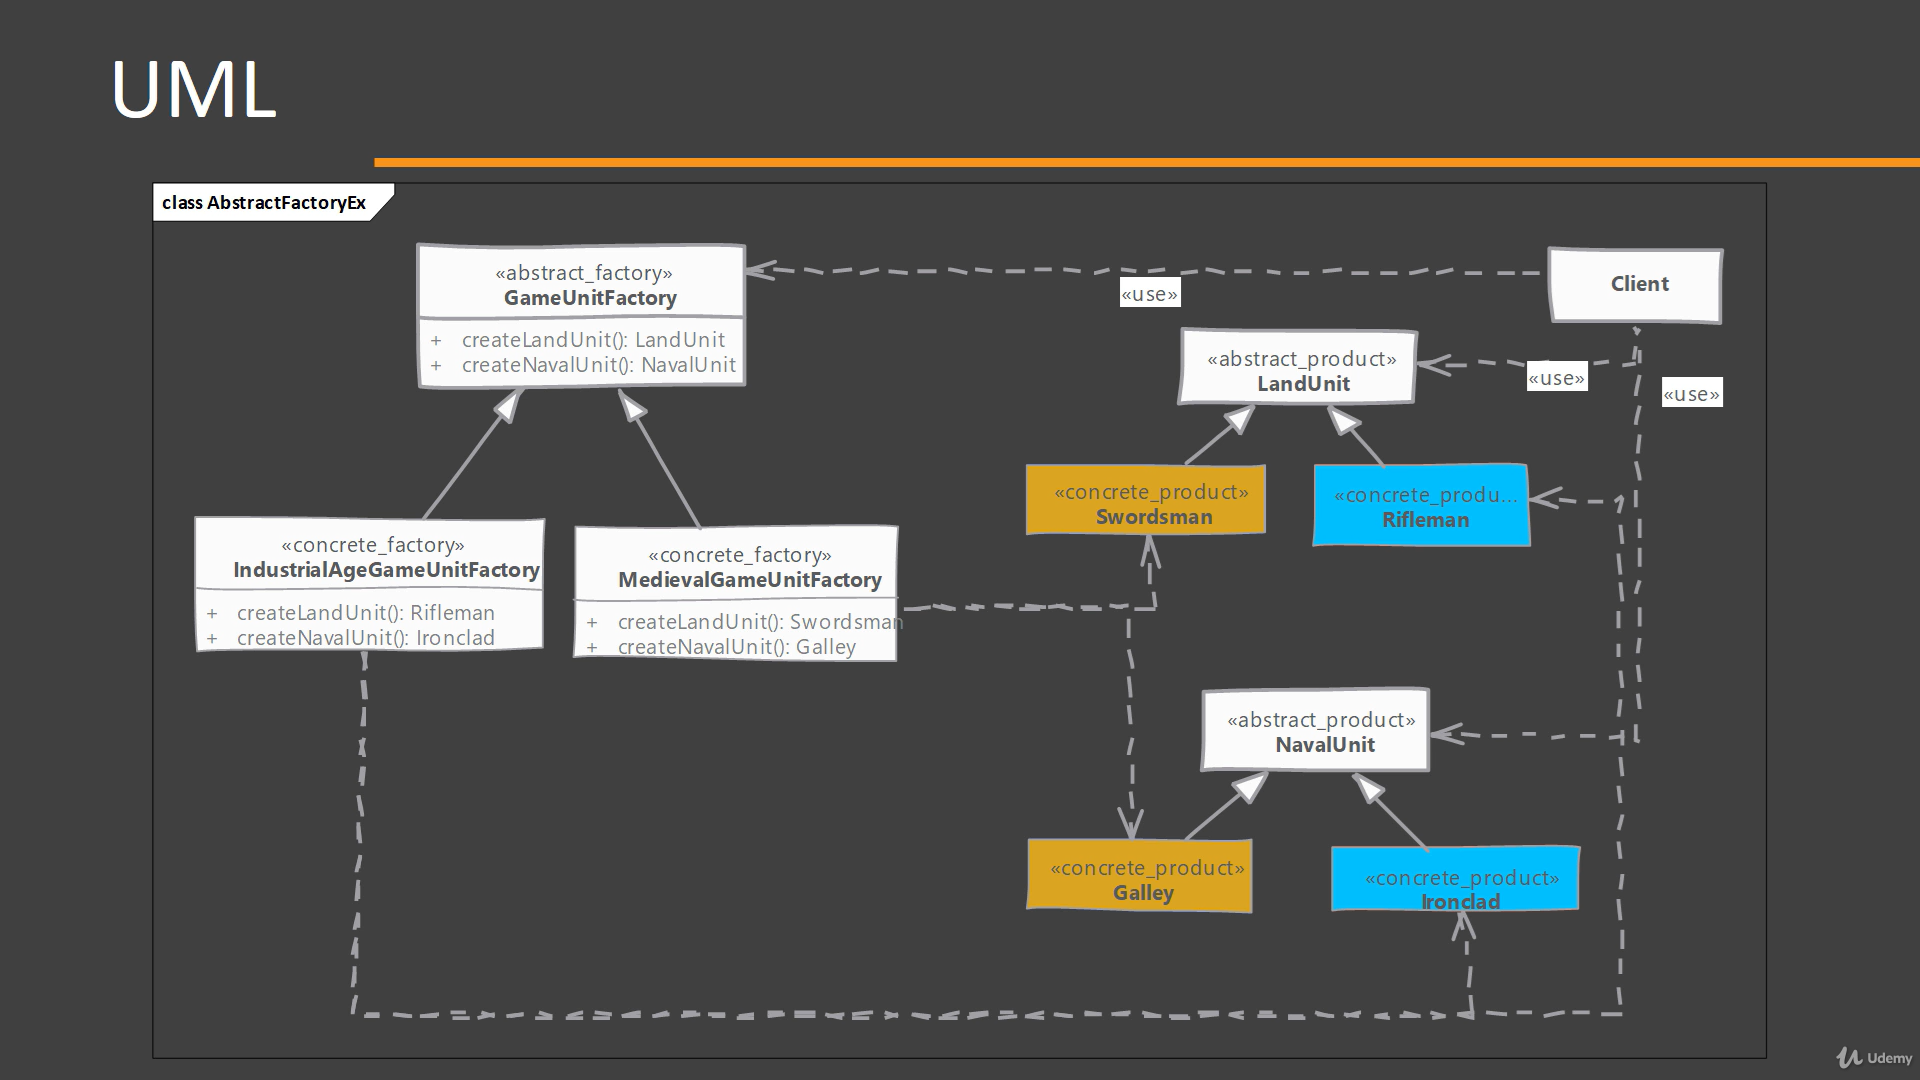 UML
class AbstractFactoryEx
«abstract_factory»
GameUnitFactory
+ createLandUnit(): LandUnit
+ createNavalUnit(): NavalUnit
«use»
Client
«abstract_product»
LandUnit
«use»
«use»
«concrete_product»
Swordsman
«concrete_produ...
Rifleman
«concrete_factory»
IndustrialAgeGameUnitFactory
+ createLandUnit(): Rifleman
+ createNavalUnit(): Ironclad
«concrete_factory»
MedievalGameUnitFactory
+ createLandUnit(): Swordsman
+ createNavalUnit(): Galley
«abstract_product»
NavalUnit
«concrete_product»
Galley
«concrete_product»
Ironclad
Udemy